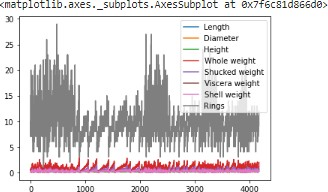 <matplotlib.axes._subplots.AxesSubplot at 0x7f6c81d866d0>
30
25
20
15
10
5
0
Length
Diameter
Height
Whole weight
Shucked weight
Viscera weight
Shell weight
Rings
0
1000
2000
3000
4000